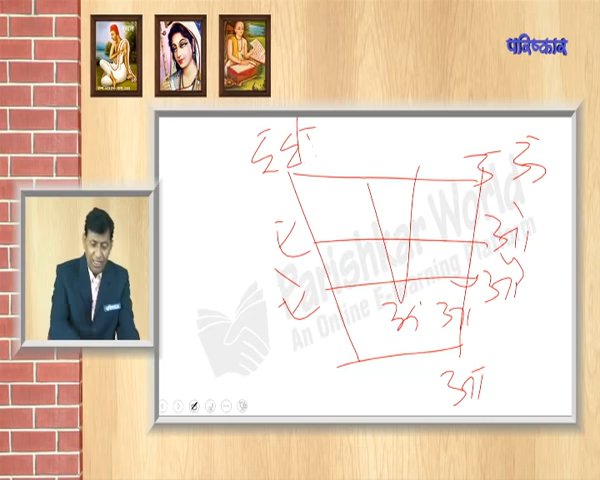 परिष्कार
इ ई
उ ऊ
ए
ओ
ऐ
औ
अ आ
आ
Parishkar World
An Online E-Learning Platform